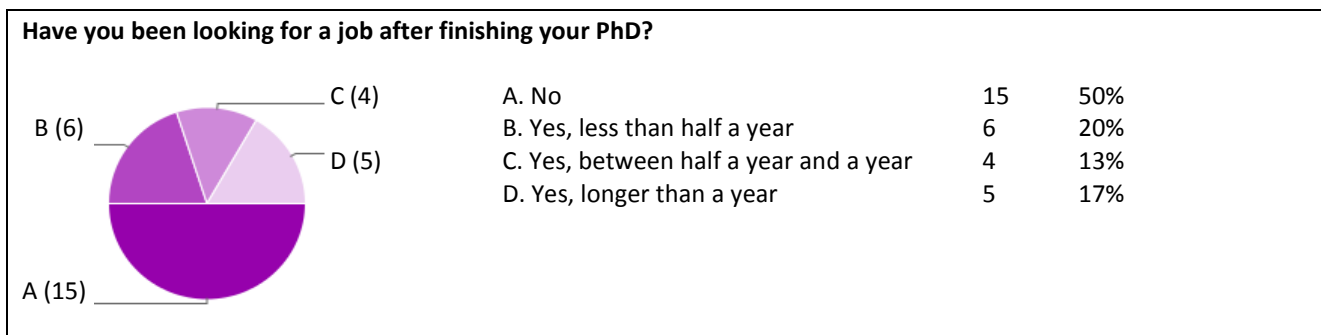 Have you been looking for a job after finishing your PhD?
C (4)
B (6)
D (5)
A (15)
A. No 15 50%
B. Yes, less than half a year 6 20%
C. Yes, between half a year and a year 4 13%
D. Yes, longer than a year 5 17%